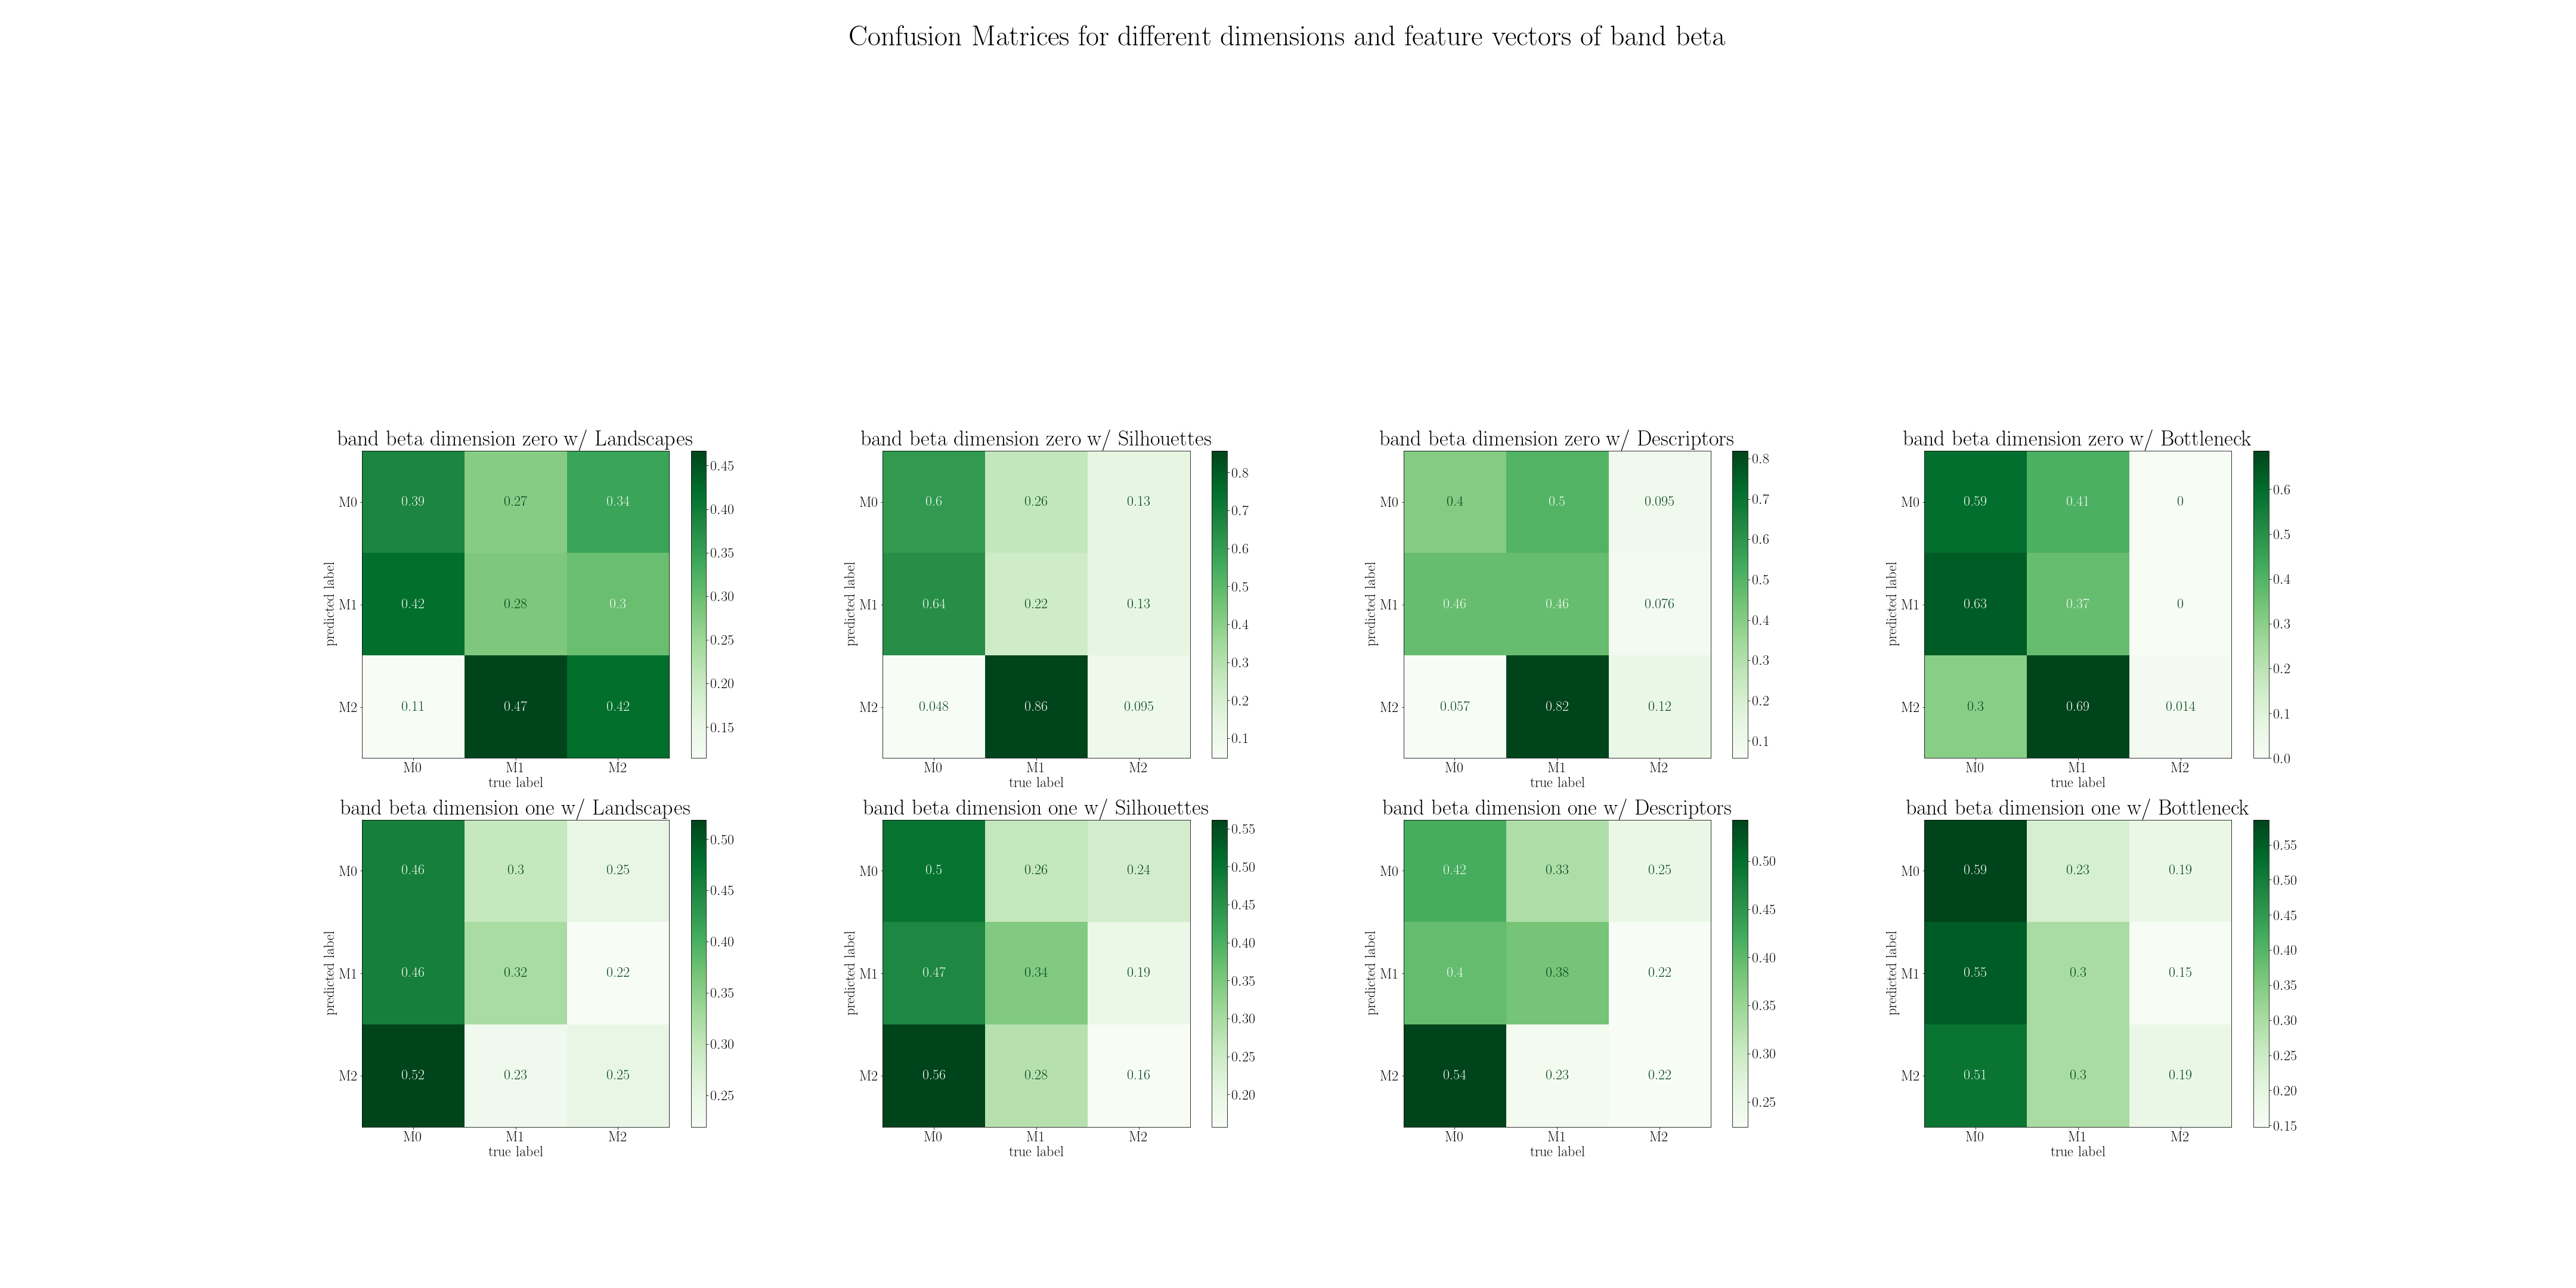 Confusion Matrices for different dimensions and feature vectors of band beta
band beta dimension zero w/ Landscapes
0.45
M0 0.39 0.27 0.34
0.40
0.35
M1 0.42 0.28 0.3
0.30
0.25
0.20
M2 0.11 0.47 0.42
0.15
M0 M1 M2
predicted label
true label
band beta dimension zero w/ Silhouettes
0.8
M0 0.6 0.26 0.13
0.7
0.6
0.5
M1 0.64 0.22 0.13
0.4
0.3
M2 0.048 0.86 0.095
0.2
0.1
M0 M1 M2
predicted label
true label
band beta dimension zero w/ Descriptors
0.8
M0 0.4 0.5 0.095
0.7
0.6
0.5
M1 0.46 0.46 0.076
0.4
0.3
M2 0.057 0.82 0.12
0.2
0.1
M0 M1 M2
predicted label
true label
band beta dimension zero w/ Bottleneck
0.6
M0 0.59 0.41 0
0.5
0.4
M1 0.63 0.37 0
0.3
0.2
M2 0.3 0.69 0.014
0.1
0.0
M0 M1 M2
predicted label
true label
band beta dimension one w/ Landscapes
0.50
M0 0.46 0.3 0.25
0.45
0.40
M1 0.46 0.32 0.22
0.35
0.30
M2 0.52 0.23 0.25
0.25
M0 M1 M2
predicted label
true label
band beta dimension one w/ Silhouettes
0.55
M0 0.5 0.26 0.24
0.50
0.45
0.40
M1 0.47 0.34 0.19
0.35
0.30
0.25
M2 0.56 0.28 0.16
0.20
M0 M1 M2
predicted label
true label
band beta dimension one w/ Descriptors
0.50
M0 0.42 0.33 0.25
0.45
0.40
M1 0.4 0.38 0.22
0.35
0.30
M2 0.54 0.23 0.22
0.25
M0 M1 M2
predicted label
true label
band beta dimension one w/ Bottleneck
0.55
M0 0.59 0.23 0.19
0.50
0.45
0.40
M1 0.55 0.3 0.15
0.35
0.30
0.25
M2 0.51 0.3 0.19
0.20
0.15
M0 M1 M2
predicted label
true label